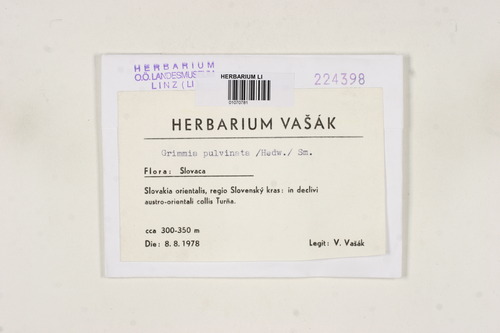 HERBARIUM
O.Ö. LANDESMUSEUM
LINZ (LI
HERBARIUM LI
01070781
224398
HERBARIUM VAŠÁK
Grimmia pulvinata /Hedw./ Sm.
Flora: Slovaca
Slovakia orientalis, regio Slovenský kras: in declivi
austro-orientali collis Turňa.
cca 300-350 m
Die: 8. 8. 1978
Legit: V. Vašák